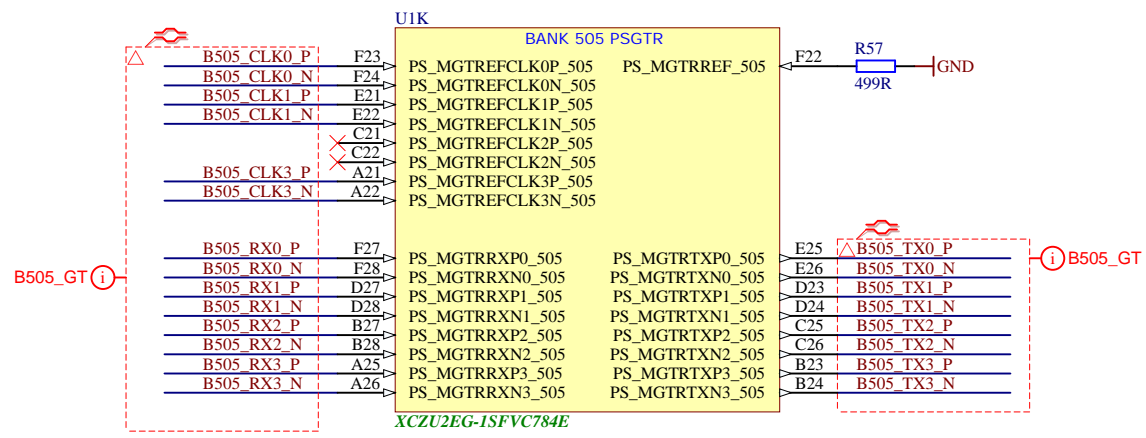 U1K
BANK 505 PSGTR
B505_CLK0_P F23 PS_MGTREFCLK0P_505 PS_MGTRREF_505 F22 R57 499R GND
B505_CLK0_N F24 PS_MGTREFCLK0N_505
B505_CLK1_P E21 PS_MGTREFCLK1P_505
B505_CLK1_N E22 PS_MGTREFCLK1N_505
C21 PS_MGTREFCLK2P_505
C22 PS_MGTREFCLK2N_505
B505_CLK3_P A21 PS_MGTREFCLK3P_505
B505_CLK3_N A22 PS_MGTREFCLK3N_505
B505_RX0_P F27 PS_MGTRRXP0_505 PS_MGTRTXP0_505 E25 B505_TX0_P
B505_GT i B505_RX0_N F28 PS_MGTRRXN0_505 PS_MGTRTXN0_505 E26 B505_TX0_N i B505_GT
B505_RX1_P D27 PS_MGTRRXP1_505 PS_MGTRTXP1_505 D23 B505_TX1_P
B505_RX1_N D28 PS_MGTRRXN1_505 PS_MGTRTXN1_505 D24 B505_TX1_N
B505_RX2_P B27 PS_MGTRRXP2_505 PS_MGTRTXP2_505 C25 B505_TX2_P
B505_RX2_N B28 PS_MGTRRXN2_505 PS_MGTRTXN2_505 C26 B505_TX2_N
B505_RX3_P A25 PS_MGTRRXP3_505 PS_MGTRTXP3_505 B23 B505_TX3_P
B505_RX3_N A26 PS_MGTRRXN3_505 PS_MGTRTXN3_505 B24 B505_TX3_N
XCZU2EG-1SFVC784E